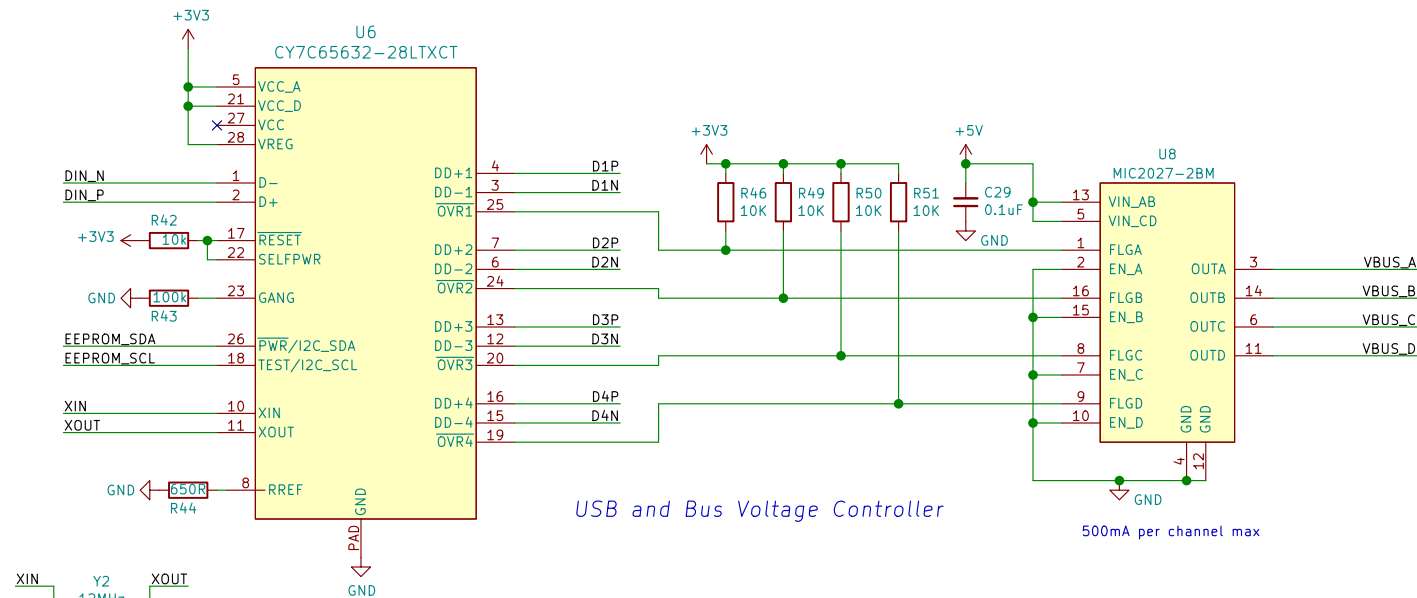 +3V3
U6
CY7C65632-28LTXCT
5 VCC_A
21 VCC_D
27 VCC
28 VREG
DIN_N 1 D-
DIN_P 2 D+
R42
+3V3 10k 17 RESET
22 SELFPWR
GND 100k 23 GANG
R43
EEPROM_SDA 26 PWR/I2C_SDA
EEPROM_SCL 18 TEST/I2C_SCL
XIN 10 XIN
XOUT 11 XOUT
GND 650R 8 RREF
R44
GND
PAD
GND
DD+1 4 D1P
DD-1 3 D1N
OVR1 25
DD+2 7 D2P
DD-2 6 D2N
OVR2 24
DD+3 13 D3P
DD-3 12 D3N
OVR3 20
DD+4 16 D4P
DD-4 15 D4N
OVR4 19
+3V3
R46
10K
R49
10K
R50
10K
R51
10K
+5V
C29
0.1uF
GND
U8
MIC2027-2BM
13 VIN_AB
5 VIN_CD
1 FLGA
2 EN_A
16 FLGB
15 EN_B
8 FLGC
7 EN_C
9 FLGD
10 EN_D
OUTA 3 VBUS_A
OUTB 14 VBUS_B
OUTC 6 VBUS_C
OUTD 11 VBUS_D
GND GND
4 12
GND
USB and Bus Voltage Controller
500mA per channel max
XIN Y2 XOUT
12MHz